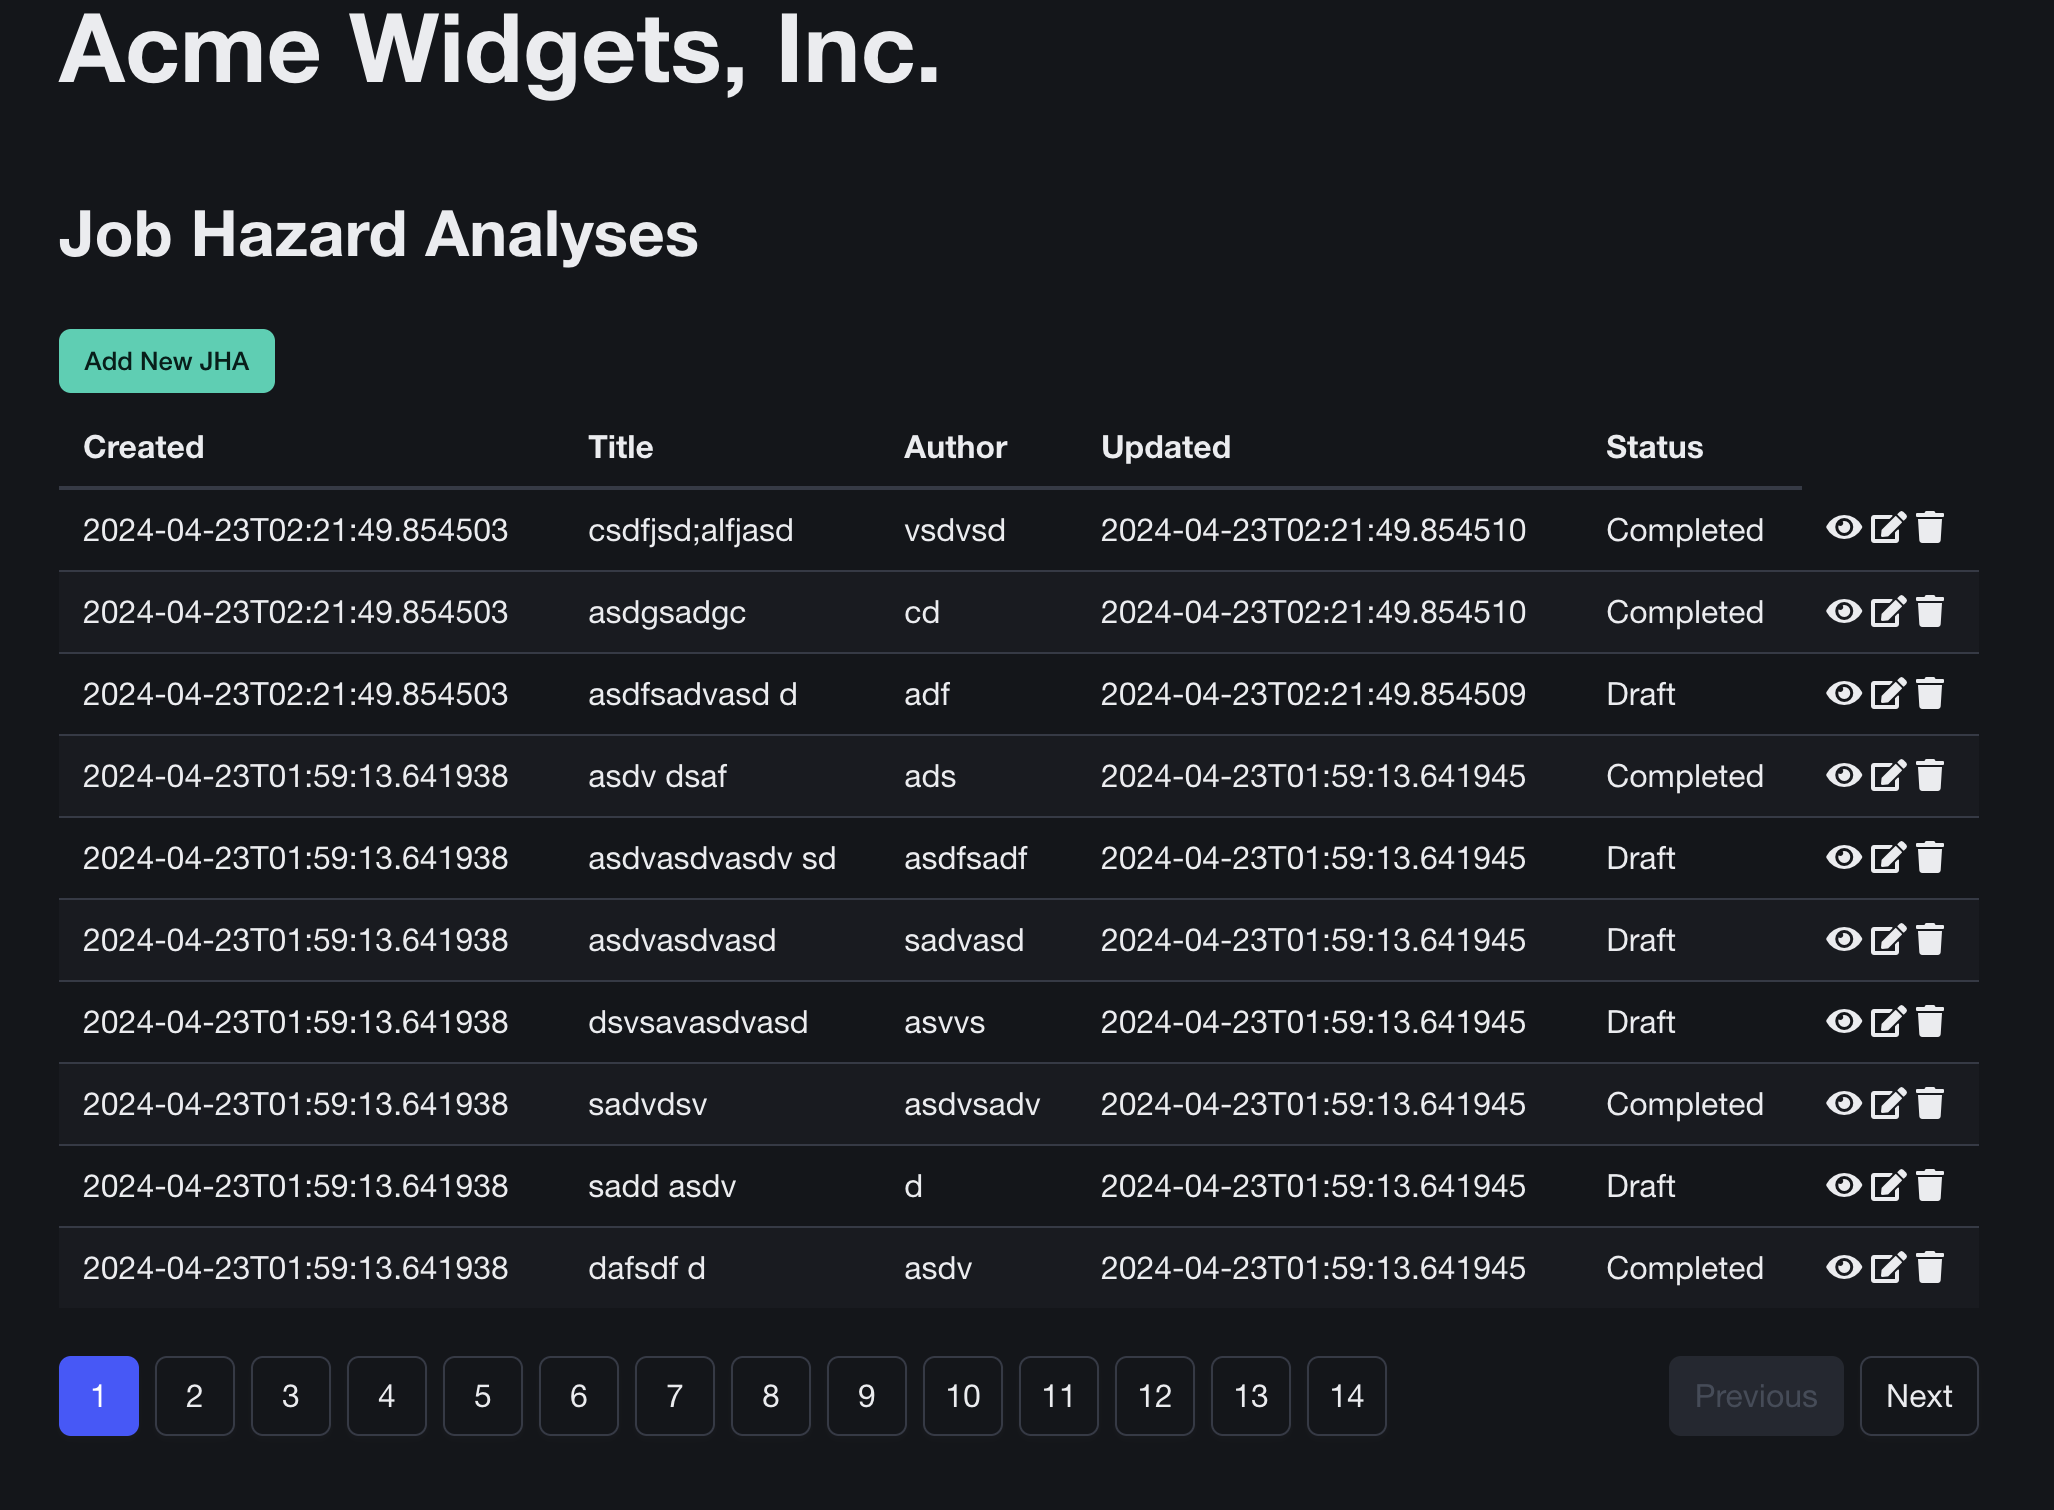 Acme Widgets, Inc.
Job Hazard Analyses
Add New JHA
Created Title Author Updated Status
2024-04-23T02:21:49.854503 csdfjsd;alfjasd vsdvsd 2024-04-23T02:21:49.854510 Completed
2024-04-23T02:21:49.854503 asdgsadgc cd 2024-04-23T02:21:49.854510 Completed
2024-04-23T02:21:49.854503 asdfsadvasd d adf 2024-04-23T02:21:49.854509 Draft
2024-04-23T01:59:13.641938 asdv dsaf ads 2024-04-23T01:59:13.641945 Completed
2024-04-23T01:59:13.641938 asdvasdvasdv sd asdfsadf 2024-04-23T01:59:13.641945 Draft
2024-04-23T01:59:13.641938 asdvasdvasd sadvasd 2024-04-23T01:59:13.641945 Draft
2024-04-23T01:59:13.641938 dsvsavasdvasd asvvs 2024-04-23T01:59:13.641945 Draft
2024-04-23T01:59:13.641938 sadvdsv asdvsadv 2024-04-23T01:59:13.641945 Completed
2024-04-23T01:59:13.641938 sadd asdv d 2024-04-23T01:59:13.641945 Draft
2024-04-23T01:59:13.641938 dafsdf d asdv 2024-04-23T01:59:13.641945 Completed
1 2 3 4 5 6 7 8 9 10 11 12 13 14 Previous Next